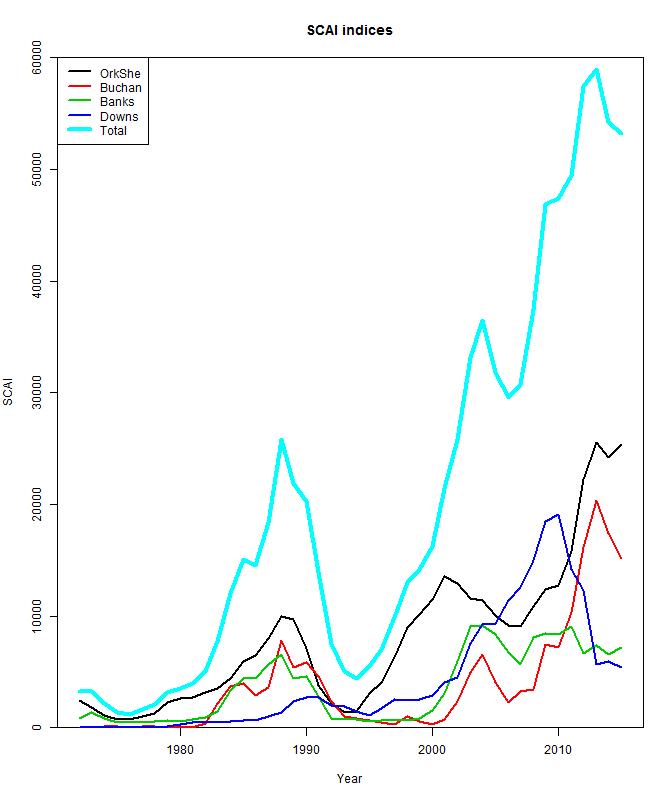 SCAI indices
OrkShe
Buchan
Banks
Downs
Total
SCAI
60000
50000
40000
30000
20000
10000
0
1980 1990 2000 2010
Year